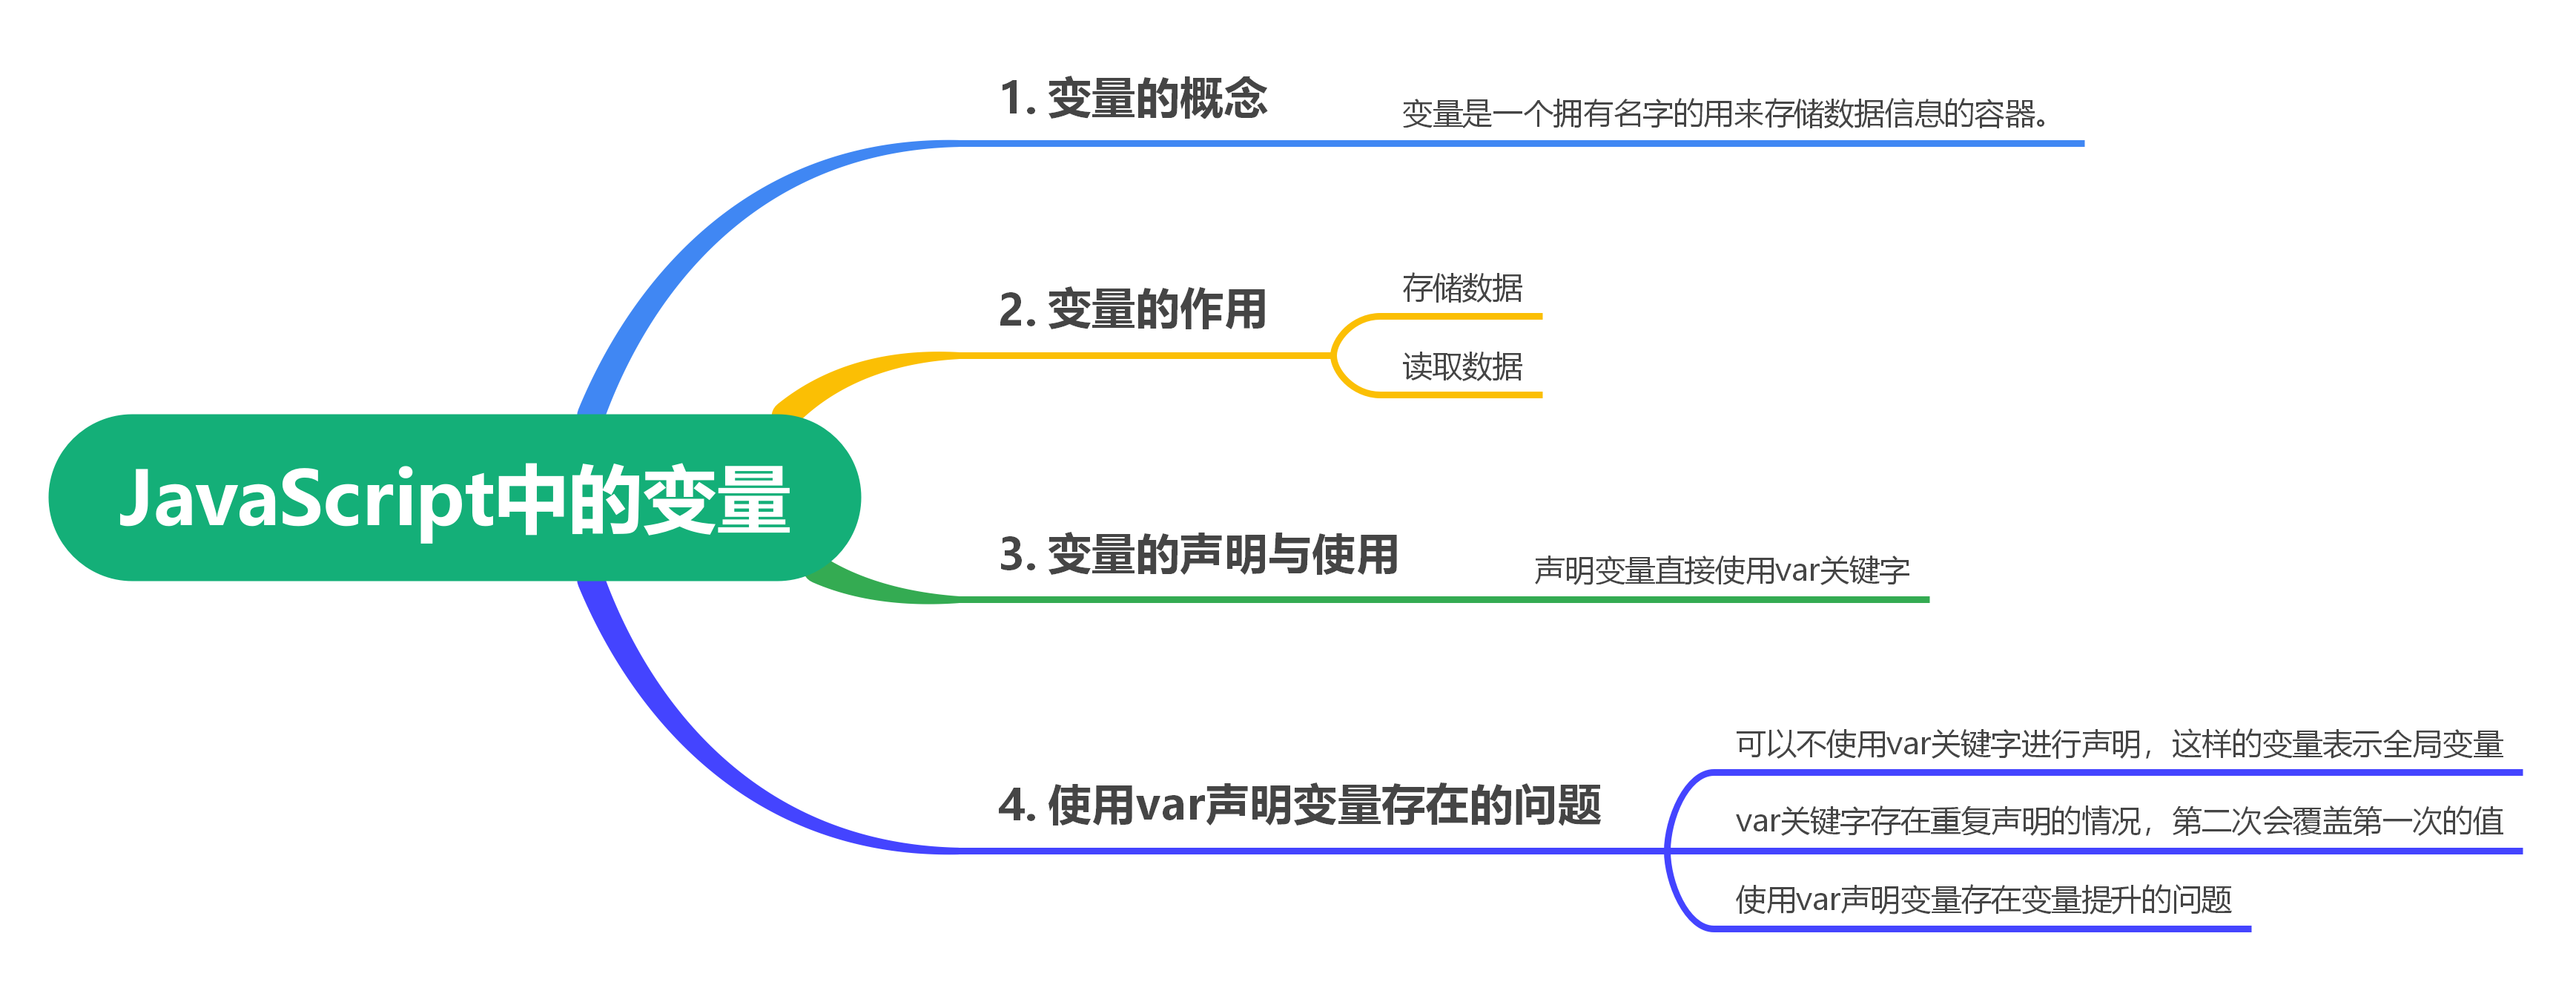 JavaScript中的变量
1. 变量的概念
变量是一个拥有名字的用来存储数据信息的容器。
2. 变量的作用
存储数据
读取数据
3. 变量的声明与使用
声明变量直接使用var关键字
4. 使用var声明变量存在的问题
可以不使用var关键字进行声明，这样的变量表示全局变量
var关键字存在重复声明的情况，第二次会覆盖第一次的值
使用var声明变量存在变量提升的问题